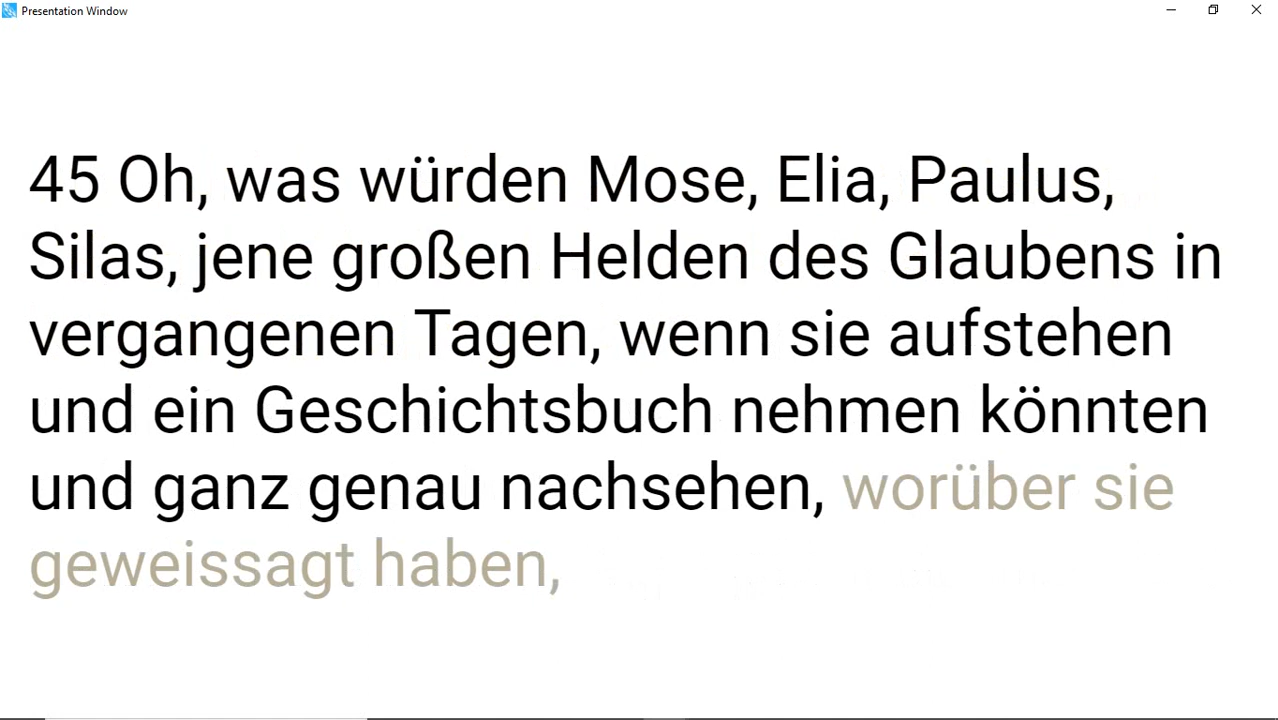 Presentation Window
45 Oh, was würden Mose, Elia, Paulus,
Silas, jene großen Helden des Glaubens in
vergangenen Tagen, wenn sie aufstehen
und ein Geschichtsbuch nehmen könnten
und ganz genau nachsehen, worüber sie
geweissagt haben,